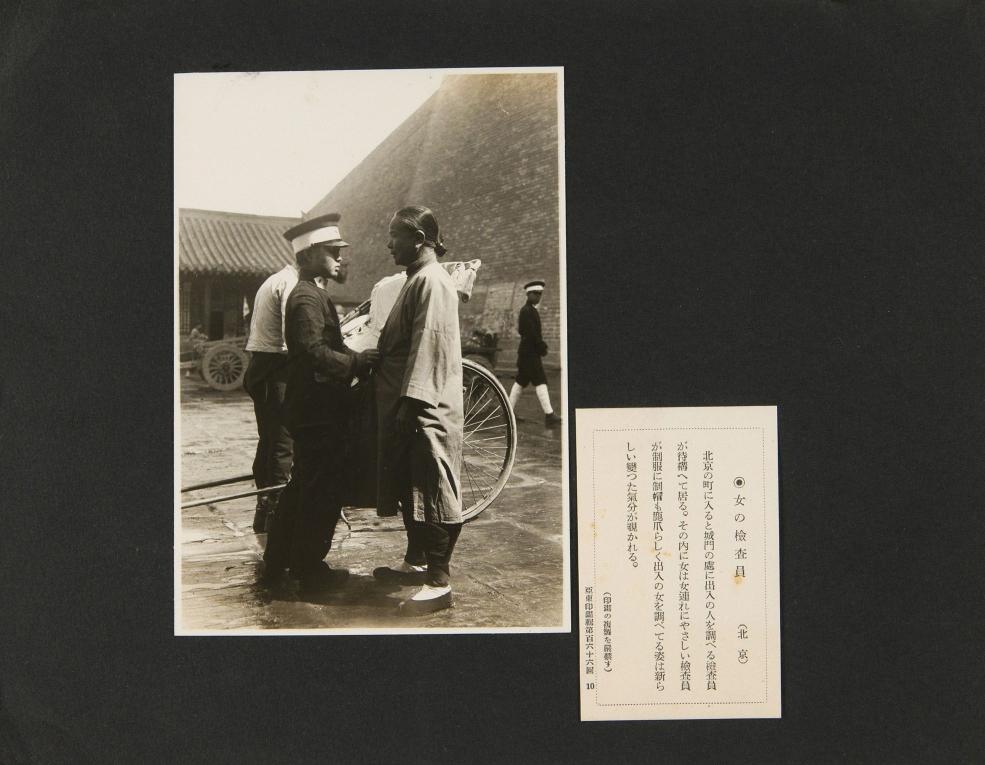 ◉女の檢査員 （北京）
北京の町に入ると城門の處に出入の人を調べる檢査員
が待構へて居る。その内に女は女連れにやさしい檢査員
が制服に制帽も鹿爪らしく出入の女を調べてる姿は新ら
しい變つた氣分が覗かれる。
（印畫の複製を嚴禁す）
亞東印畫輯第百六十六回 10